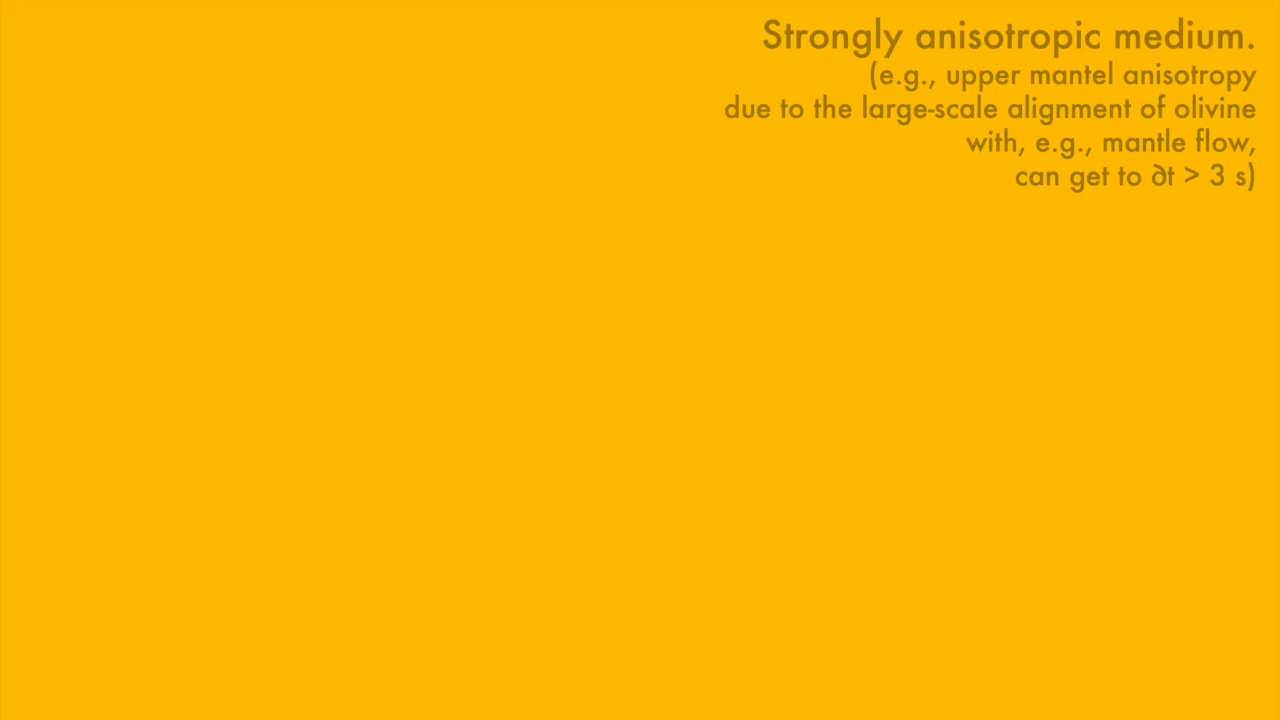 Strongly anisotropic medium.
(e.g., upper mantel anisotropy
due to the large-scale alignment of olivine
with, e.g., mantle flow,
can get to ∂t > 3 s)